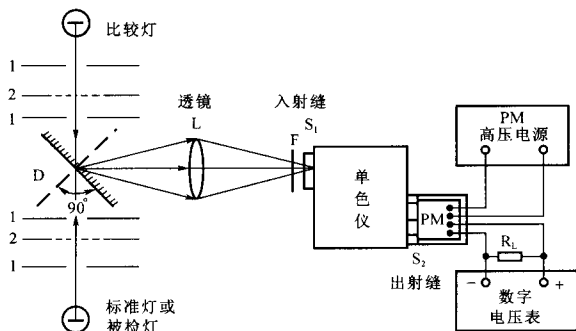 比较灯
1
2
1
透镜
L
入射缝
S₁
F
D
90°
1
2
1
标准灯或
被检灯
单色仪
PM
高压电源
PM
S₂
出射缝
R_L
- +
数字
电压表